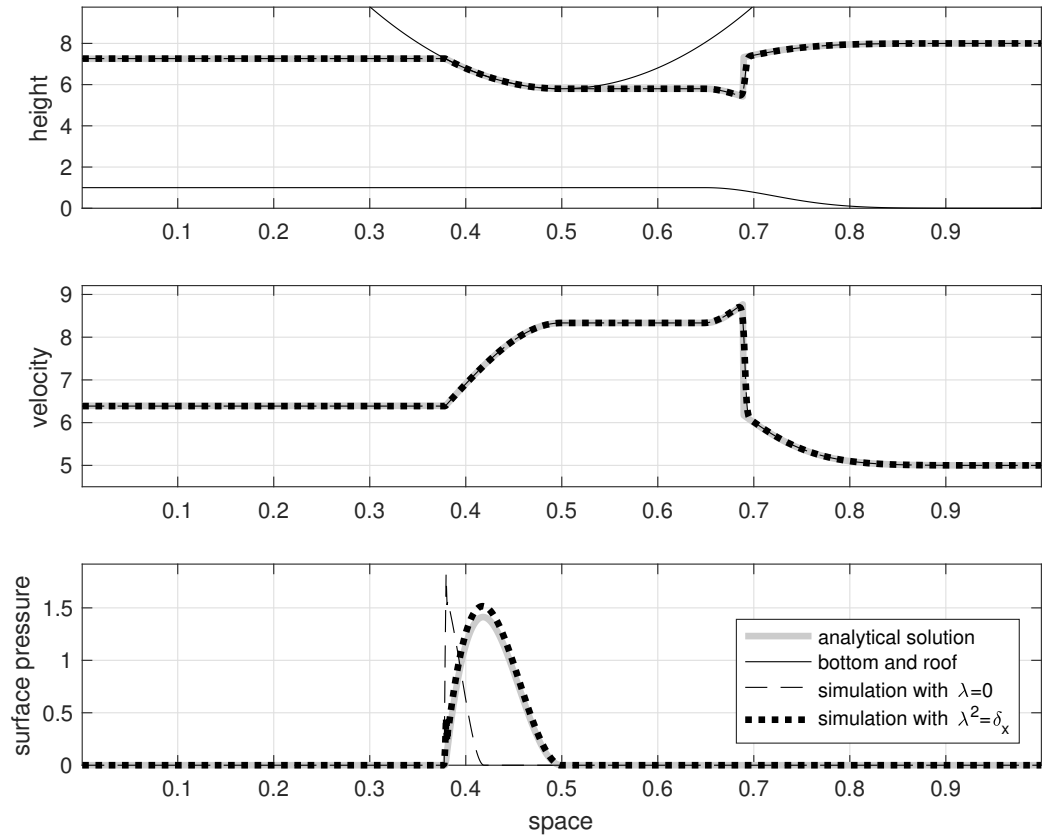 8
6
4
2
0
height
0.1 0.2 0.3 0.4 0.5 0.6 0.7 0.8 0.9
9
8
7
6
5
velocity
0.1 0.2 0.3 0.4 0.5 0.6 0.7 0.8 0.9
1.5
1
0.5
0
surface pressure
analytical solution
bottom and roof
simulation with λ=0
simulation with λ²=δₓ
0.1 0.2 0.3 0.4 0.5 0.6 0.7 0.8 0.9
space